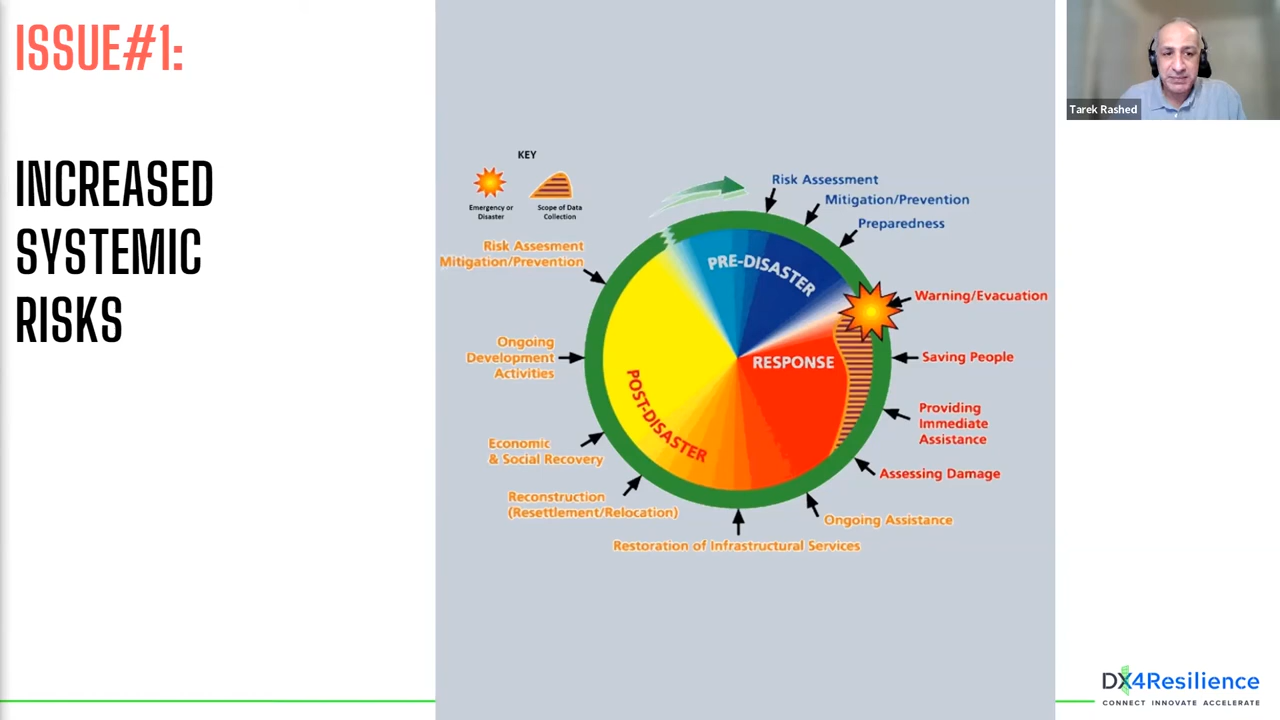 ISSUE#1:
INCREASED
SYSTEMIC
RISKS
KEY
Emergency or
Disaster
Scope of Data
Collection
Risk Assessment
Mitigation/Prevention
Preparedness
Warning/Evacuation
Saving People
Providing
Immediate
Assistance
Assessing Damage
Ongoing Assistance
Restoration of Infrastructural Services
Reconstruction
(Resettlement/Relocation)
Economic
& Social Recovery
Ongoing
Development
Activities
Risk Assesment
Mitigation/Prevention
PRE-DISASTER
RESPONSE
POST-DISASTER
Tarek Rashed
DX4Resilience
CONNECT INNOVATE ACCELERATE